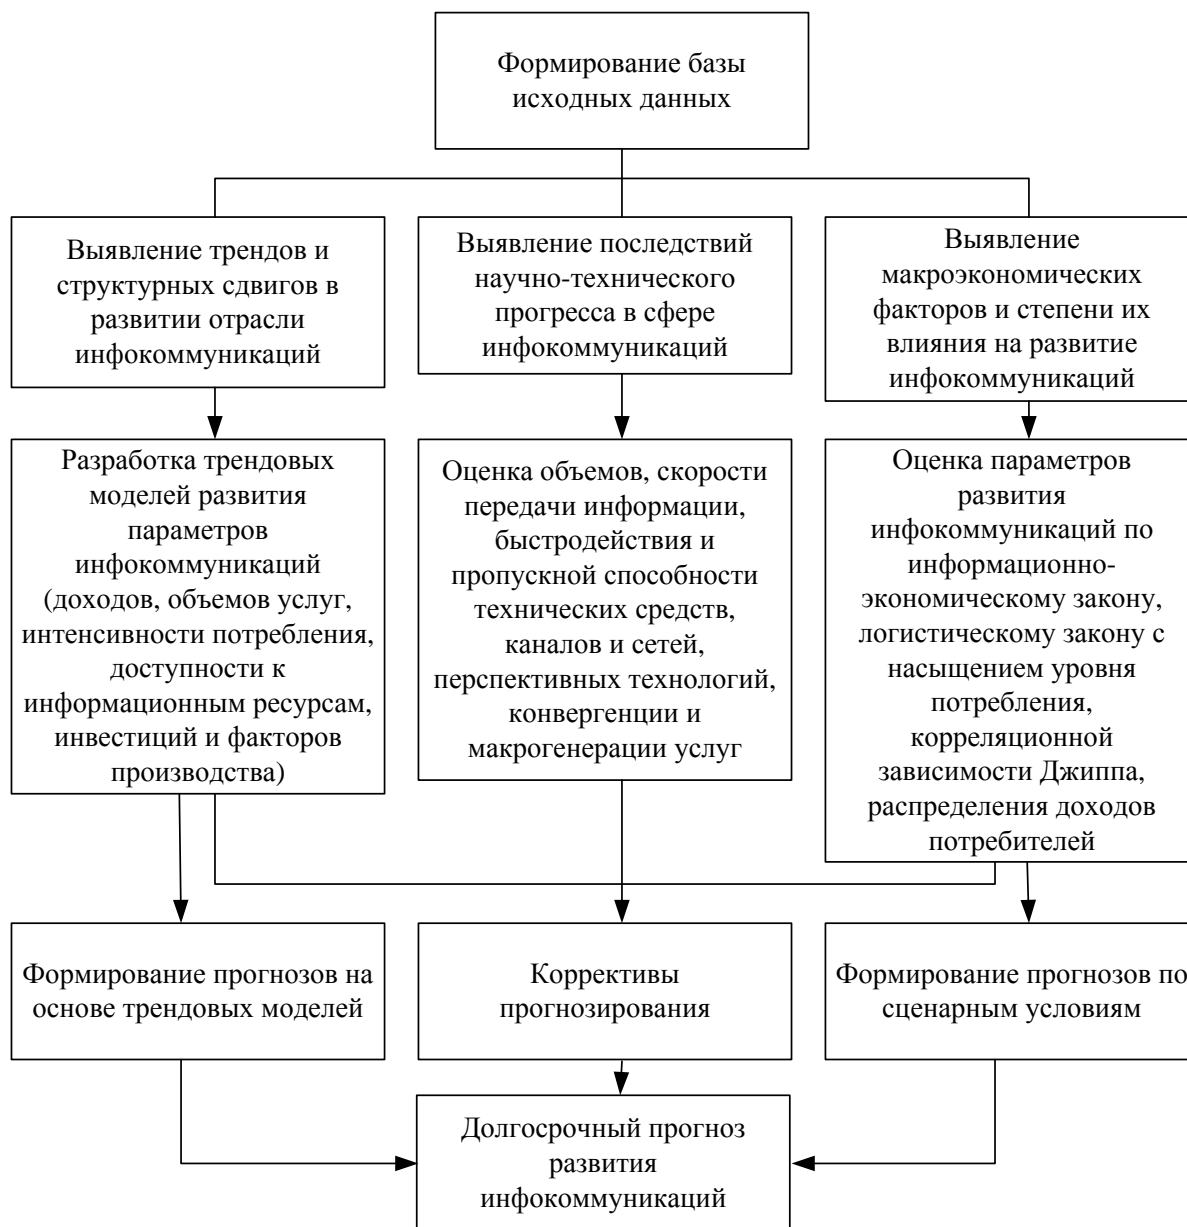 Формирование базы
исходных данных
Выявление трендов и
структурных сдвигов в
развитии отрасли
инфокоммуникаций
Выявление последствий
научно-технического
прогресса в сфере
инфокоммуникаций
Выявление
макроэкономических
факторов и степени их
влияния на развитие
инфокоммуникаций
Разработка трендовых
моделей развития
параметров
инфокоммуникаций
(доходов, объемов услуг,
интенсивности потребления,
доступности к
информационным ресурсам,
инвестиций и факторов
производства)
Оценка объемов, скорости
передачи информации,
быстродействия и
пропускной способности
технических средств,
каналов и сетей,
перспективных технологий,
конвергенции и
макрогенерации услуг
Оценка параметров
развития
инфокоммуникаций по
информационно-
экономическому закону,
логистическому закону с
насыщением уровня
потребления,
корреляционной
зависимости Джиппа,
распределения доходов
потребителей
Формирование прогнозов на
основе трендовых моделей
Коррективы
прогнозирования
Формирование прогнозов по
сценарным условиям
Долгосрочный прогноз
развития
инфокоммуникаций